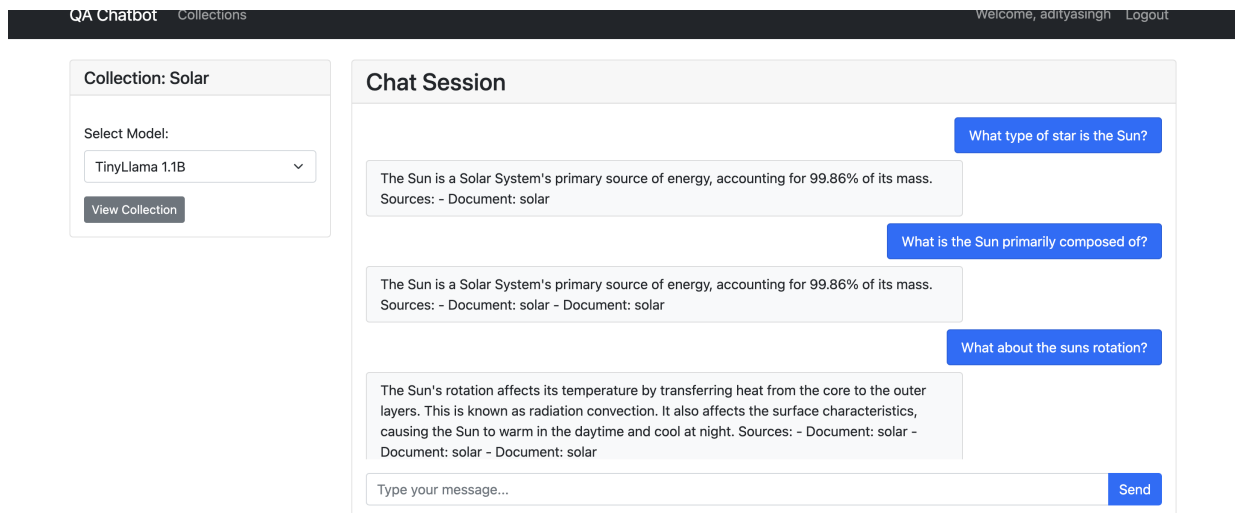 QA Chatbot Collections Welcome, adityasingh Logout
Collection: Solar
Select Model:
TinyLlama 1.1B
View Collection
Chat Session
What type of star is the Sun?
The Sun is a Solar System's primary source of energy, accounting for 99.86% of its mass.
Sources: - Document: solar
What is the Sun primarily composed of?
The Sun is a Solar System's primary source of energy, accounting for 99.86% of its mass.
Sources: - Document: solar - Document: solar
What about the suns rotation?
The Sun's rotation affects its temperature by transferring heat from the core to the outer
layers. This is known as radiation convection. It also affects the surface characteristics,
causing the Sun to warm in the daytime and cool at night. Sources: - Document: solar -
Document: solar - Document: solar
Type your message...
Send